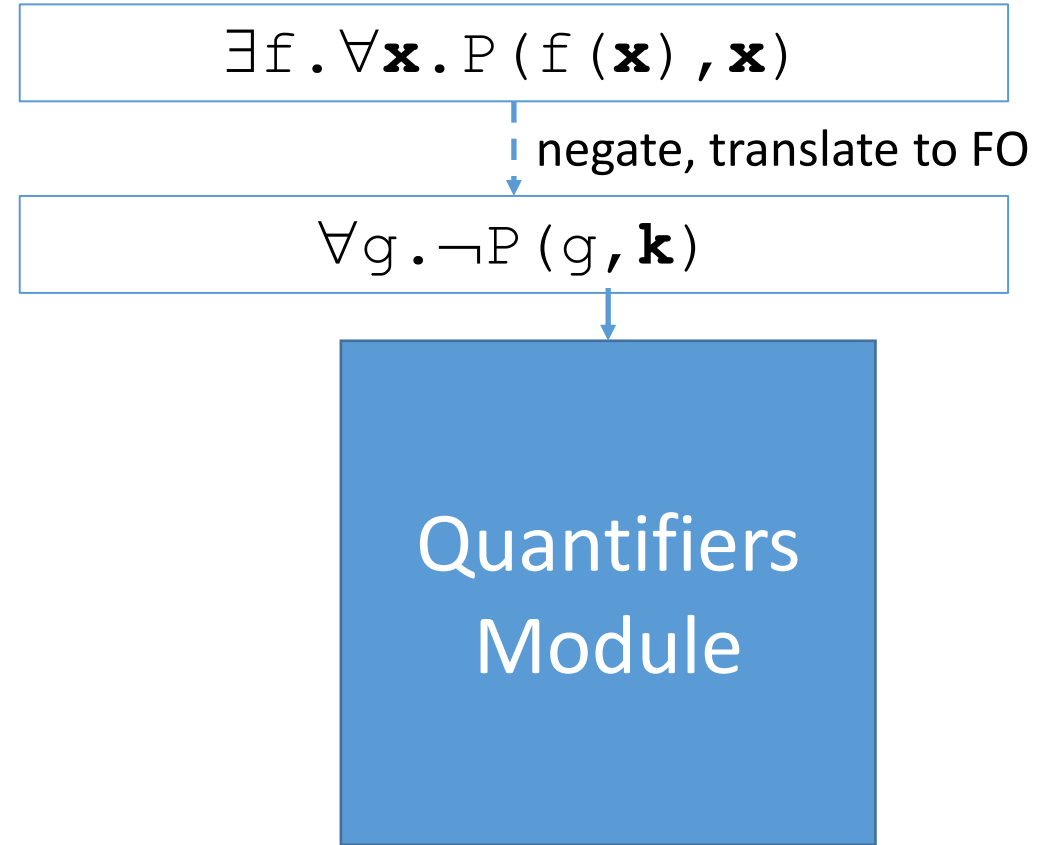 ∃f.∀x.P(f(x),x)
negate, translate to FO
∀g.¬P(g,k)
Quantifiers
Module